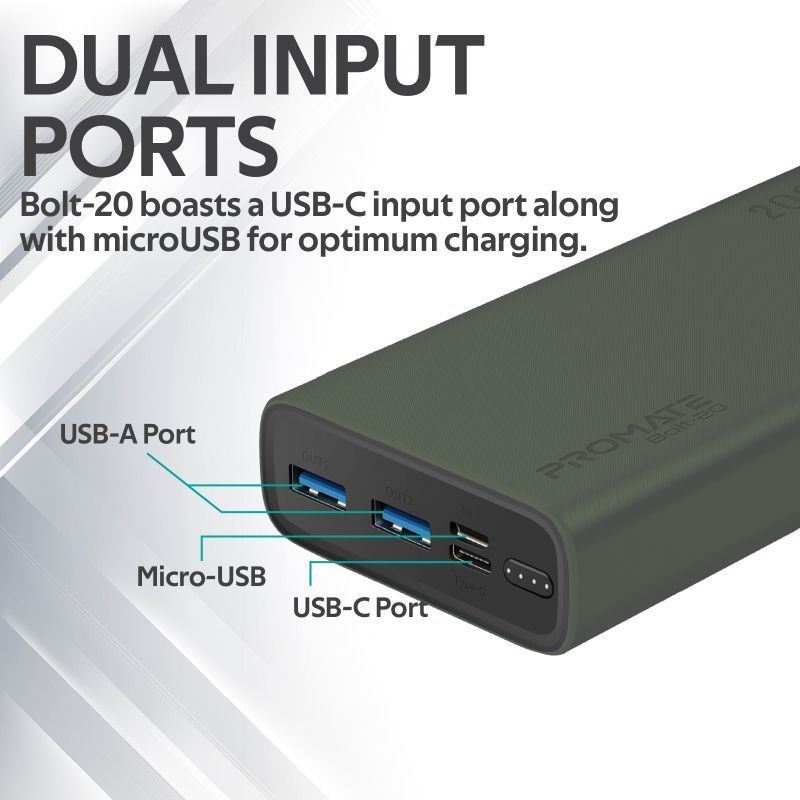 DUAL INPUT
PORTS
Bolt-20 boasts a USB-C input port along
with microUSB for optimum charging.
PROMATE
Bolt-20
USB-A Port
OUT1
OUT2
IN
Type-C
Micro-USB
USB-C Port